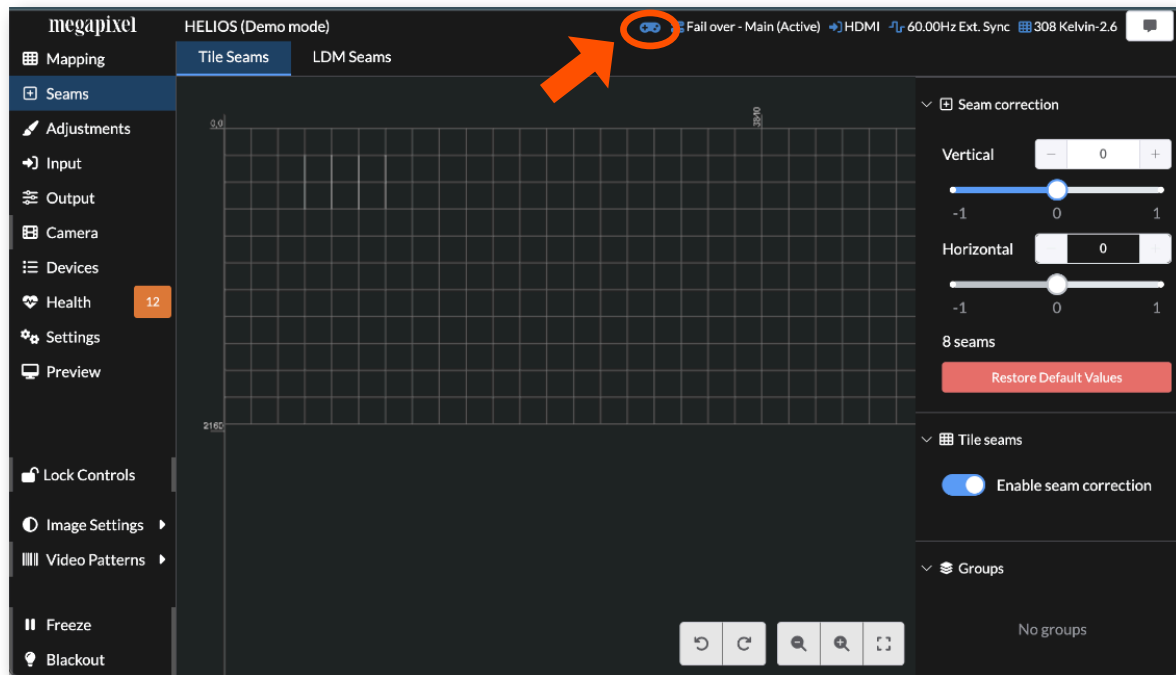 megapixel
HELIOS (Demo mode)
Fail over - Main (Active)
HDMI
60.00Hz Ext. Sync
308 Kelvin-2.6
Mapping
Seams
Adjustments
Input
Output
Camera
Devices
Health
12
Settings
Preview
Lock Controls
Image Settings
Video Patterns
Freeze
Blackout
Tile Seams
LDM Seams
0,0
3840
2160
Seam correction
Vertical
0
-1 0 1
Horizontal
0
-1 0 1
8 seams
Restore Default Values
Tile seams
Enable seam correction
Groups
No groups